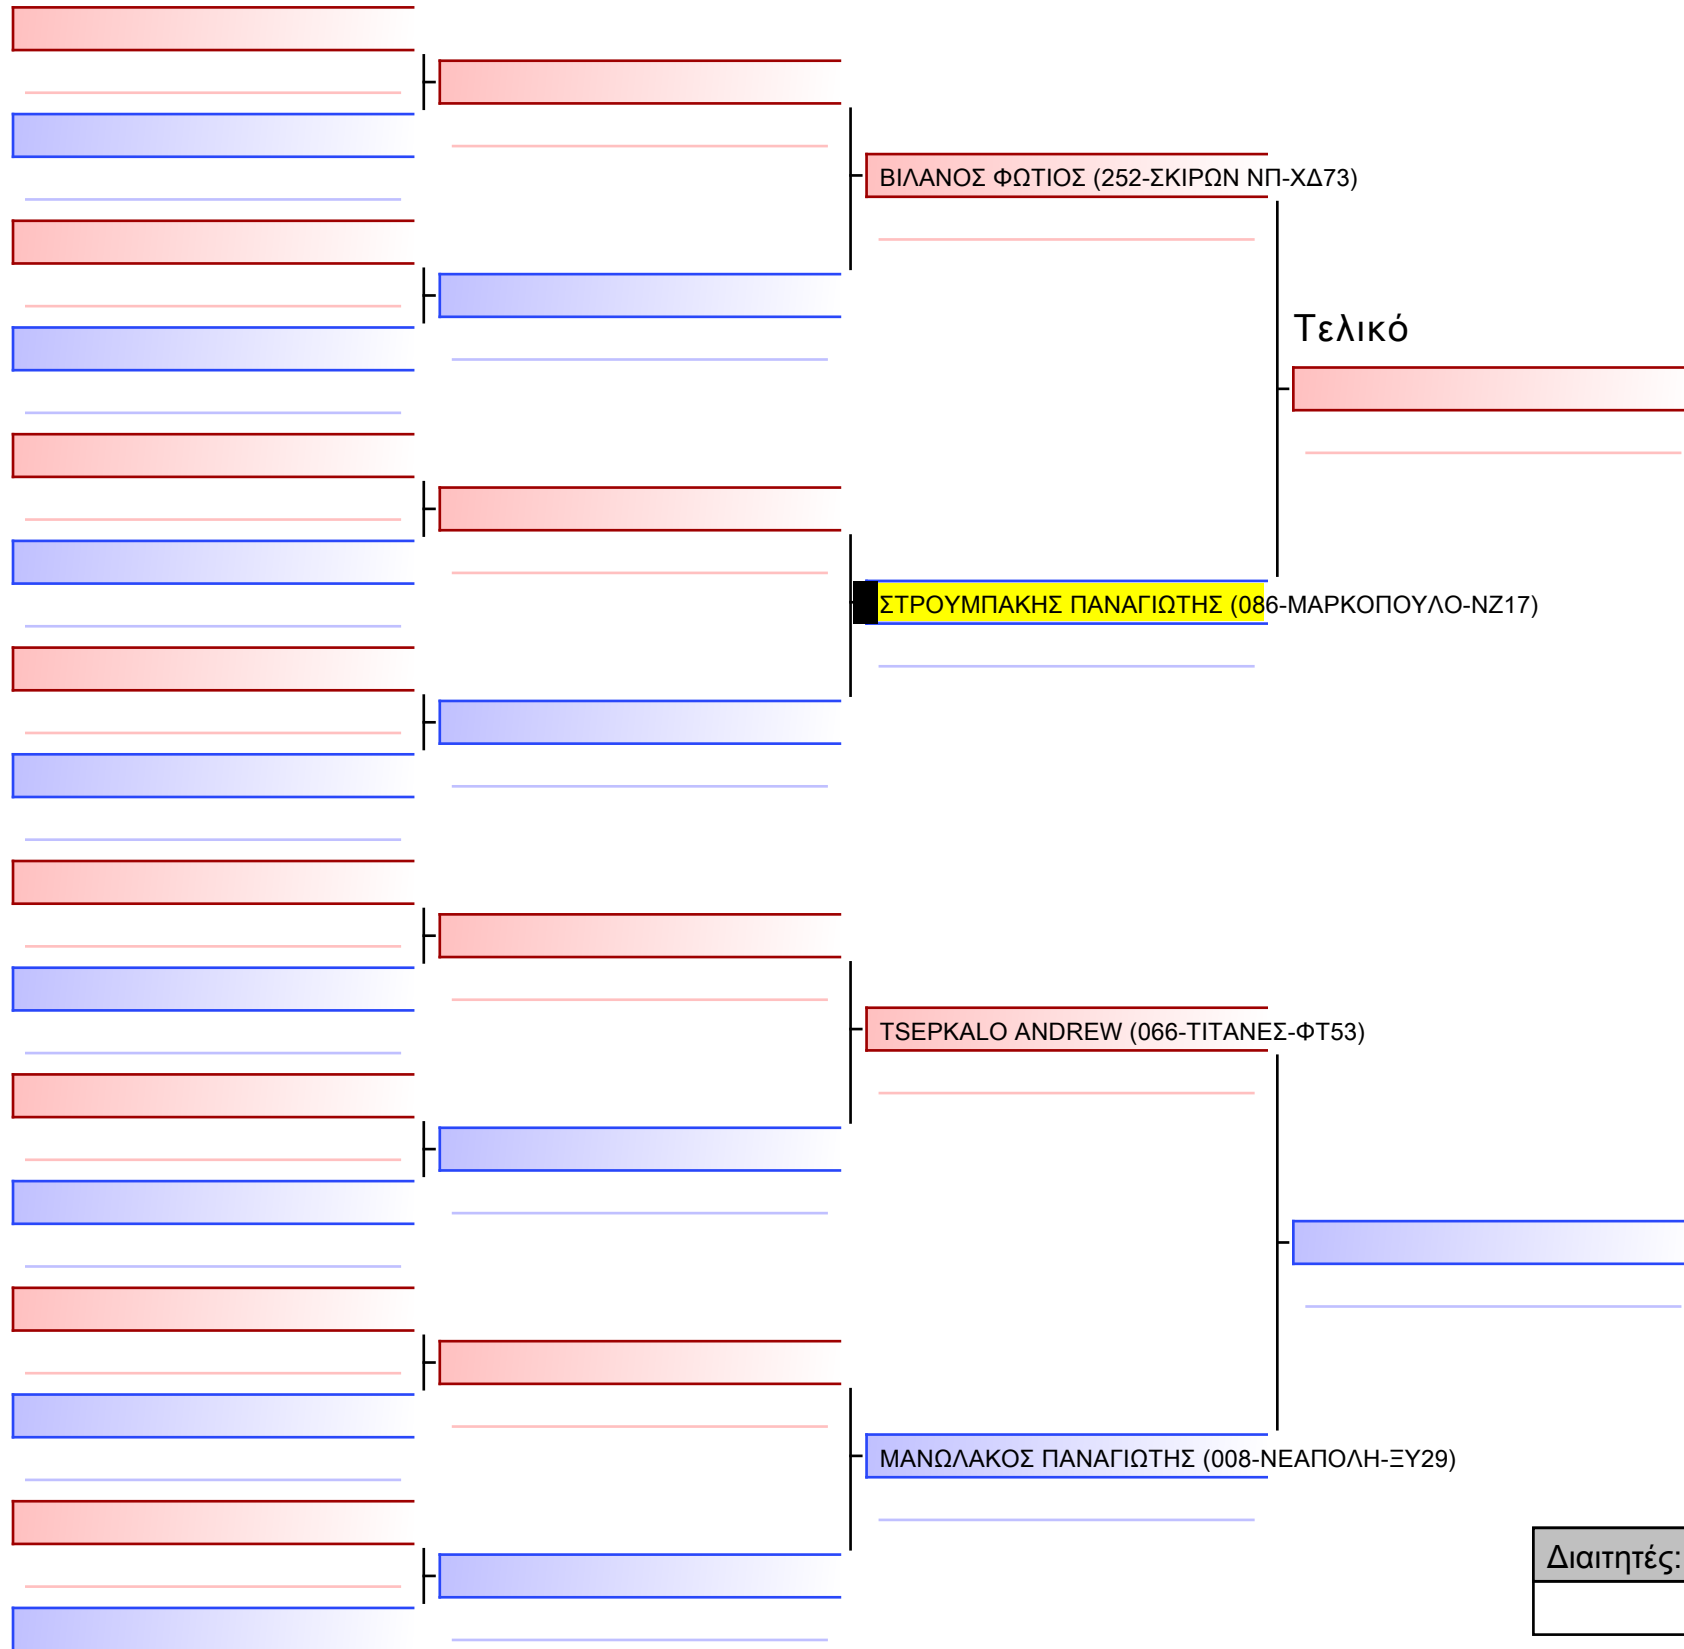 ΒΙΛΑΝΟΣ ΦΩΤΙΟΣ (252-ΣΚΙΡΩΝ ΝΠ-ΧΔ73)
Τελικό
ΣΤΡΟΥΜΠΑΚΗΣ ΠΑΝΑΓΙΩΤΗΣ (086-ΜΑΡΚΟΠΟΥΛΟ-ΝΖ17)
TSEPKALO ANDREW (066-ΤΙΤΑΝΕΣ-ΦΤ53)
ΜΑΝΩΛΑΚΟΣ ΠΑΝΑΓΙΩΤΗΣ (008-ΝΕΑΠΟΛΗ-ΞΥ29)
Διαιτητές: